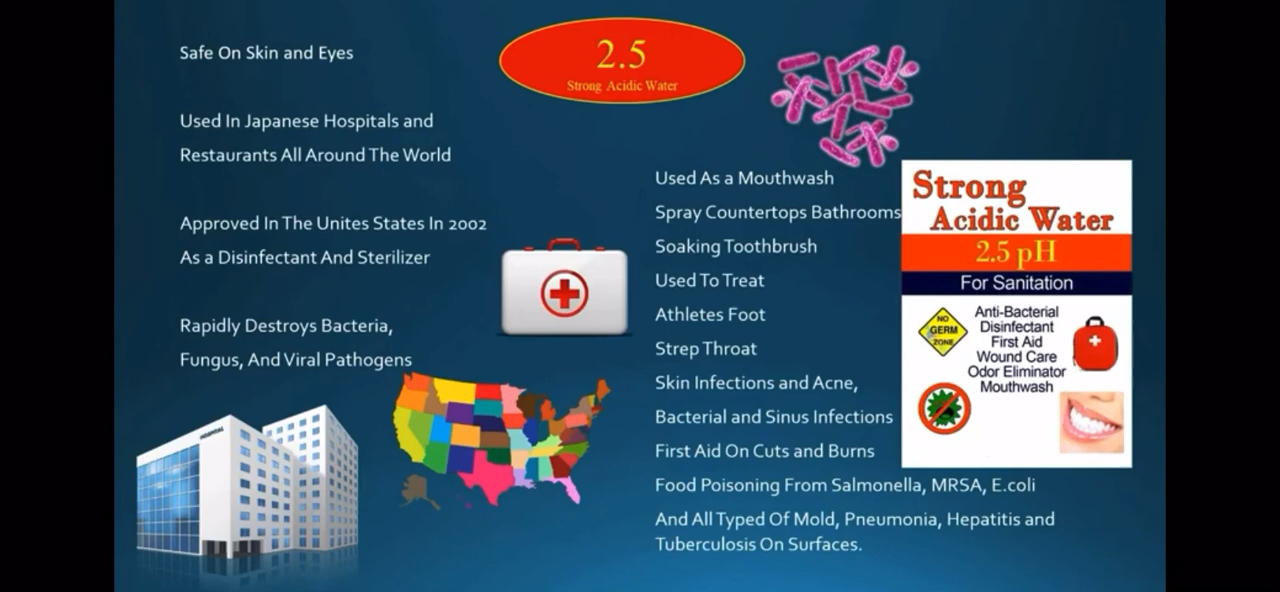 Safe On Skin and Eyes
Used In Japanese Hospitals and
Restaurants All Around The World
Approved In The Unites States In 2002
As a Disinfectant And Sterilizer
Rapidly Destroys Bacteria,
Fungus, And Viral Pathogens
HOSPITAL
2.5
Strong Acidic Water
Used As a Mouthwash
Spray Countertops Bathrooms
Soaking Toothbrush
Used To Treat
Athletes Foot
Strep Throat
Skin Infections and Acne,
Bacterial and Sinus Infections
First Aid On Cuts and Burns
Food Poisoning From Salmonella, MRSA, E.coli
And All Typed Of Mold, Pneumonia, Hepatitis and
Tuberculosis On Surfaces.
Strong
Acidic Water
2.5 pH
For Sanitation
NO
GERM
ZONE
Anti-Bacterial
Disinfectant
First Aid
Wound Care
Odor Eliminator
Mouthwash